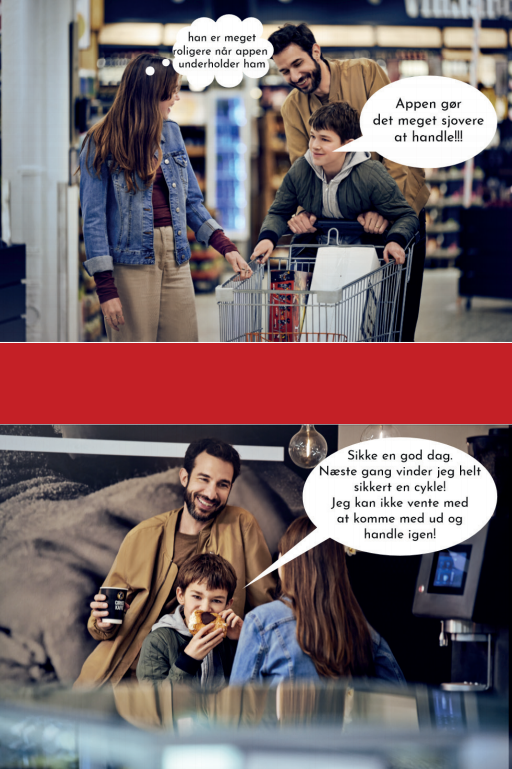 han er meget
roligere når appen
underholder ham
Appen gør
det meget sjovere
at handle!!!
Sikke en god dag.
Næste gang vinder jeg helt
sikkert en cykle!
Jeg kan ikke vente med
at komme med ud og
handle igen!